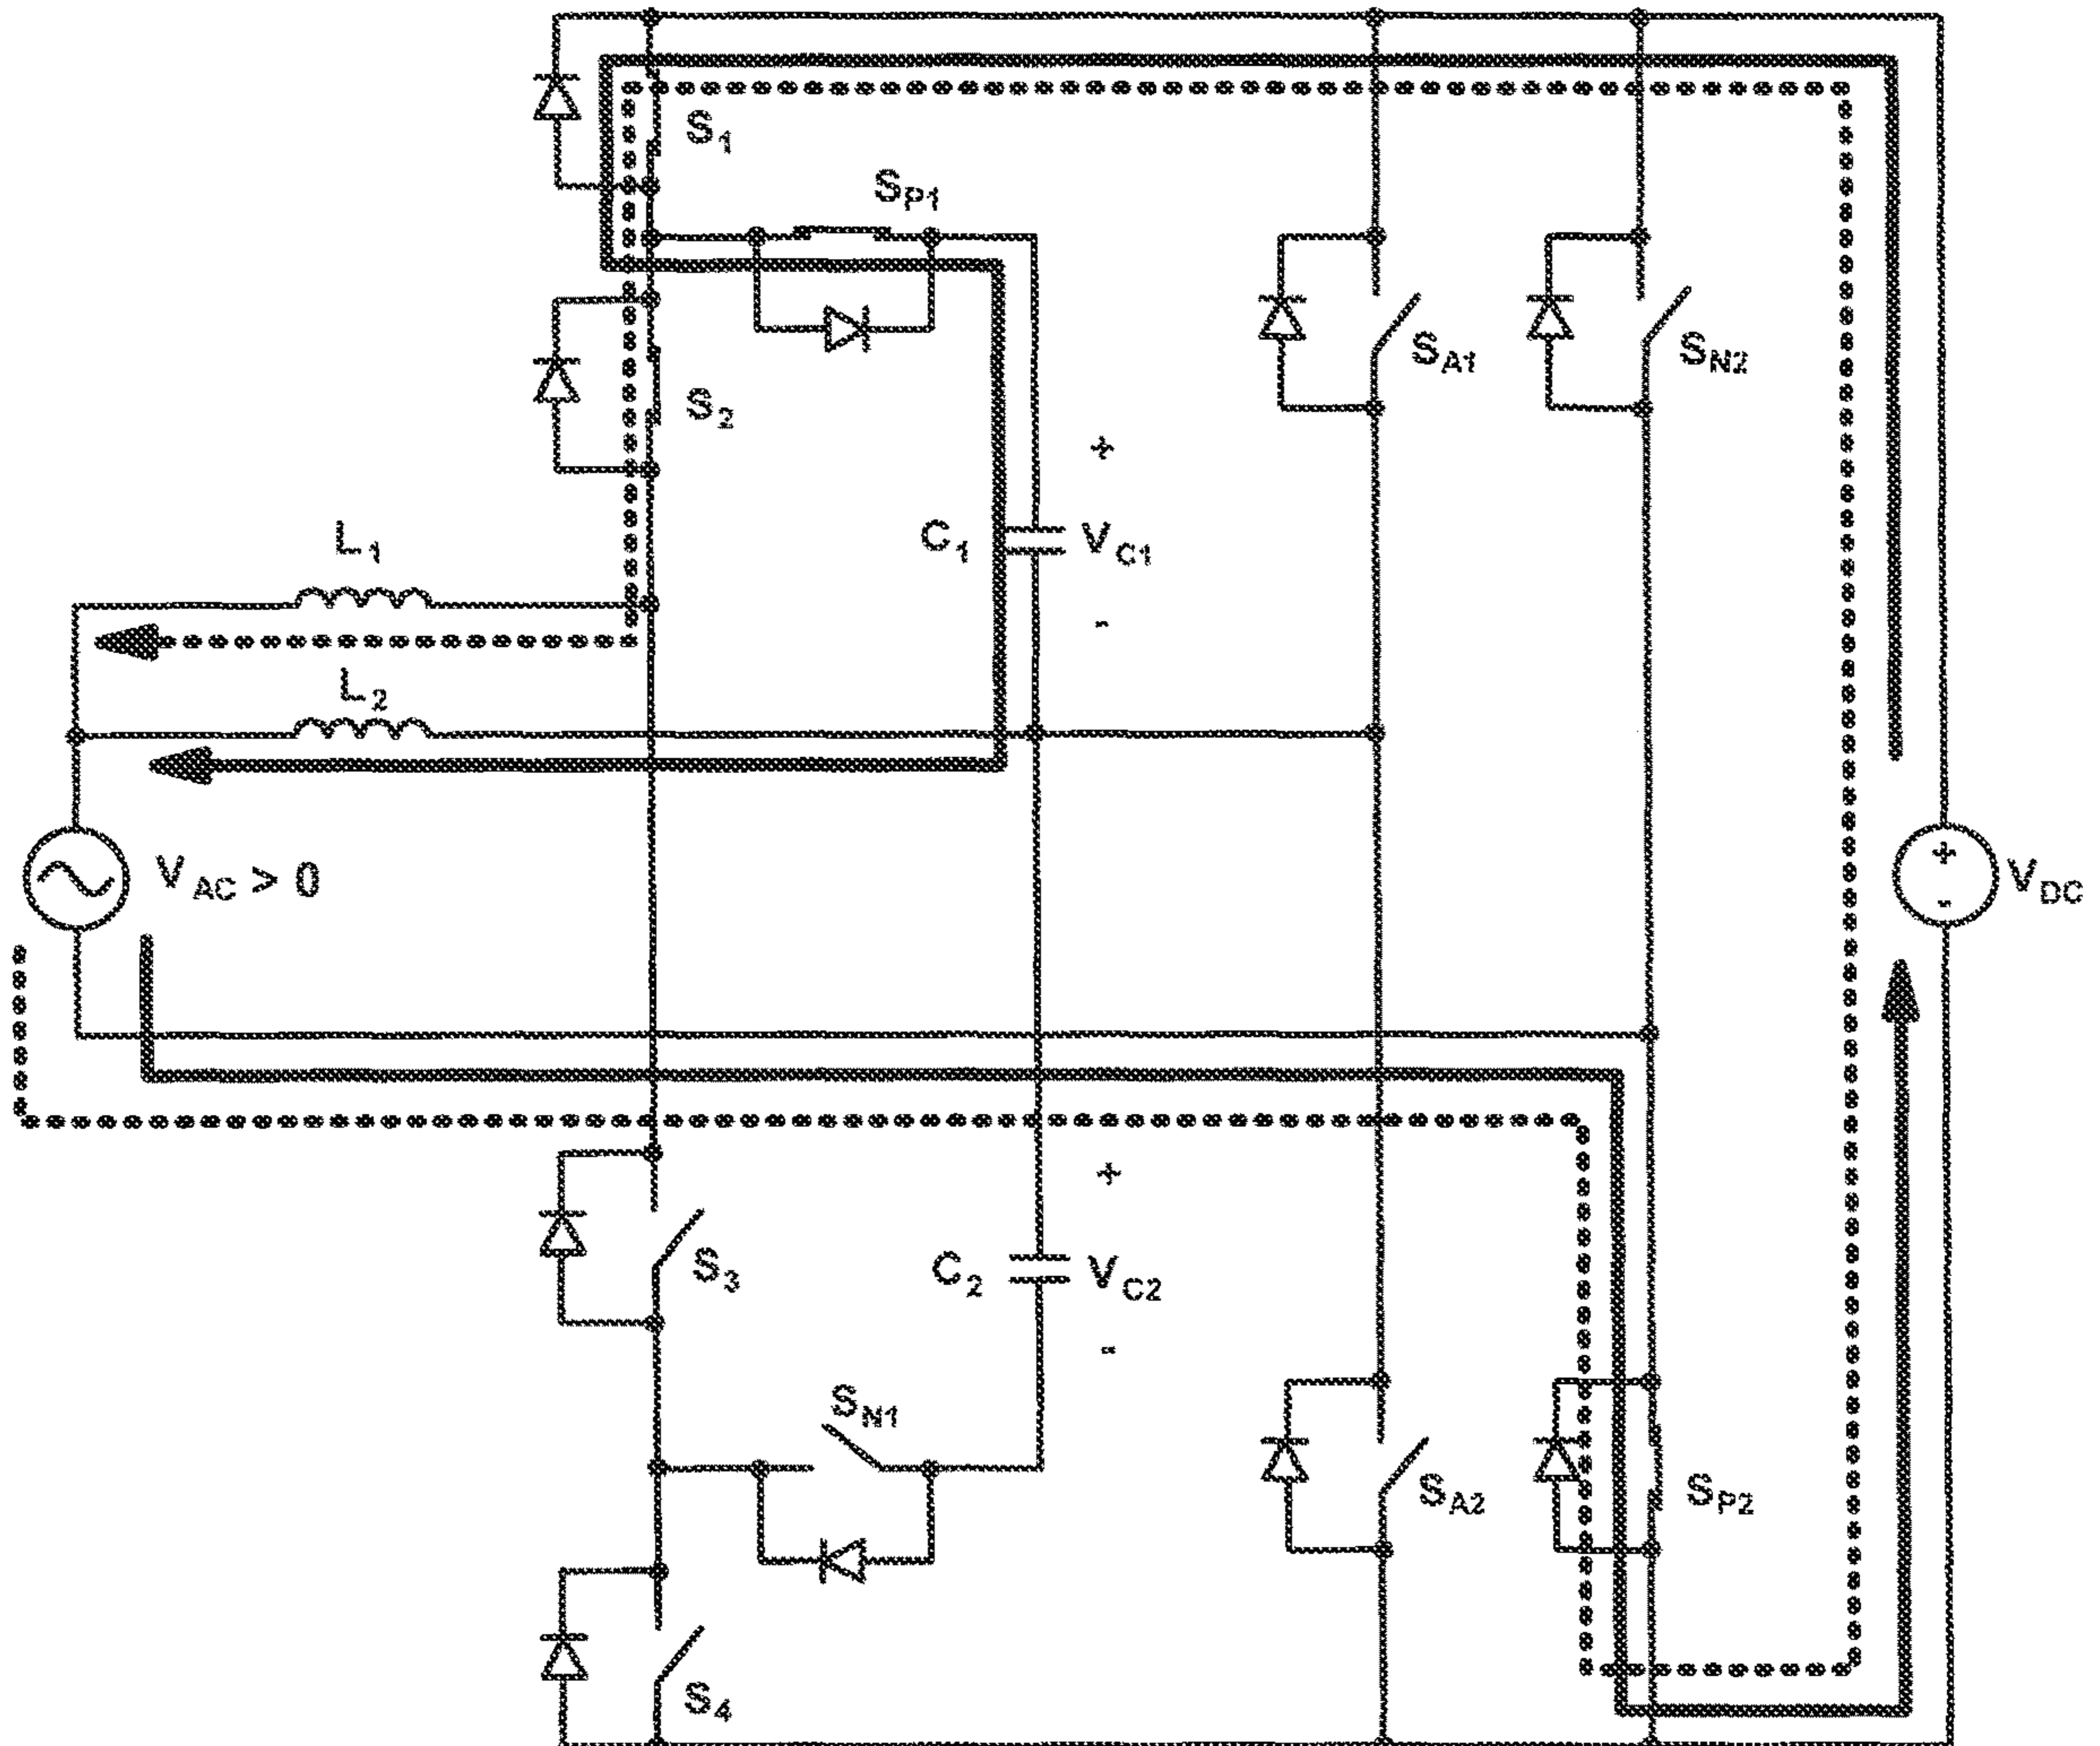 S1
SP1
SA1
SN2
S2
+
L1
C1
VC1
-
L2
VAC > 0
+
-
VDC
+
S3
C2
VC2
-
SN1
SA2
SP2
S4